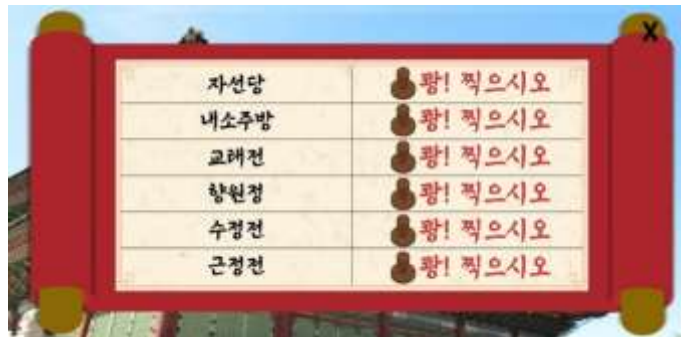 X
자선당 쾅! 찍으시오
내소주방 쾅! 찍으시오
교태전 쾅! 찍으시오
향원정 쾅! 찍으시오
수정전 쾅! 찍으시오
근정전 쾅! 찍으시오